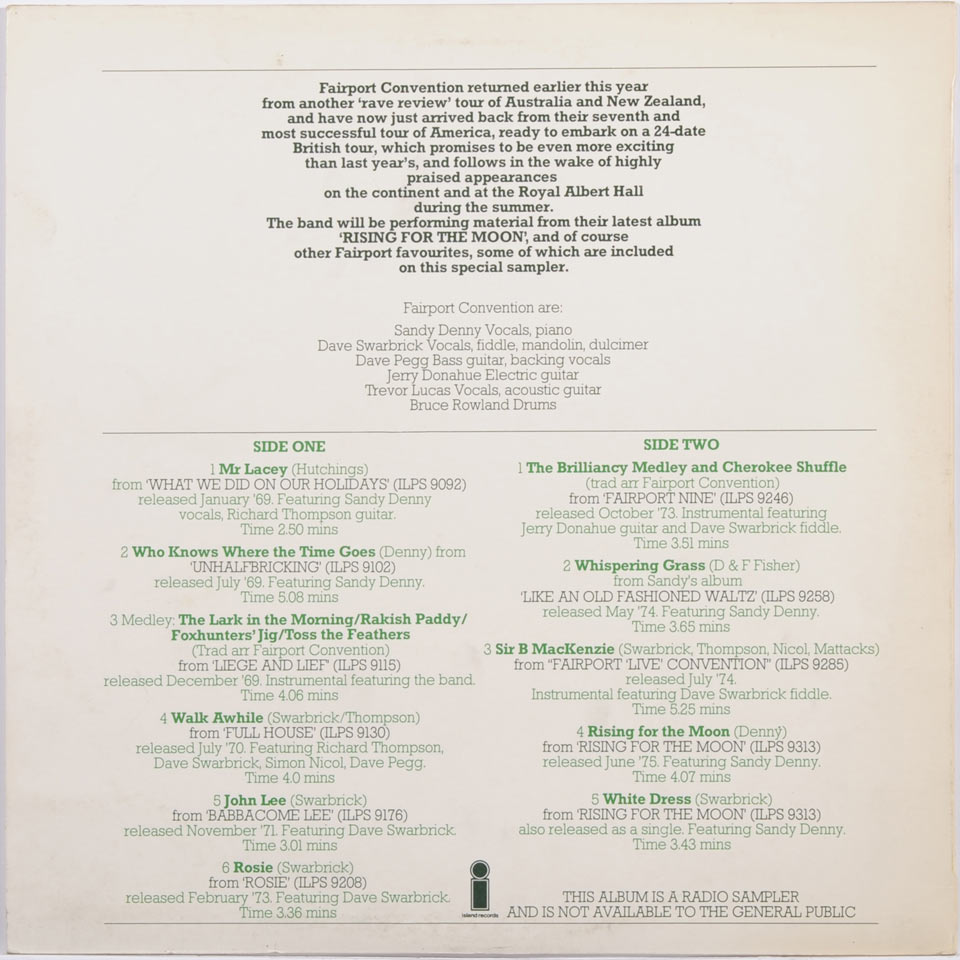 Fairport Convention returned earlier this year
from another 'rave review' tour of Australia and New Zealand,
and have now just arrived back from their seventh and
most successful tour of America, ready to embark on a 24-date
British tour, which promises to be even more exciting
than last year's, and follows in the wake of highly
praised appearances
on the continent and at the Royal Albert Hall
during the summer.
The band will be performing material from their latest album
'RISING FOR THE MOON', and of course
other Fairport favourites, some of which are included
on this special sampler.
Fairport Convention are:
Sandy Denny Vocals, piano
Dave Swarbrick Vocals, fiddle, mandolin, dulcimer
Dave Pegg Bass guitar, backing vocals
Jerry Donahue Electric guitar
Trevor Lucas Vocals, acoustic guitar
Bruce Rowland Drums
SIDE ONE
1 Mr Lacey (Hutchings)
from 'WHAT WE DID ON OUR HOLIDAYS' (ILPS 9092)
released January '69. Featuring Sandy Denny
vocals, Richard Thompson guitar.
Time 2.50 mins
2 Who Knows Where the Time Goes (Denny) from
'UNHALFBRICKING' (ILPS 9102)
released July '69. Featuring Sandy Denny.
Time 5.08 mins
3 Medley: The Lark in the Morning/Rakish Paddy/
Foxhunters' Jig/Toss the Feathers
(Trad arr Fairport Convention)
from 'LIEGE AND LIEF' (ILPS 9115)
released December '69. Instrumental featuring the band.
Time 4.06 mins
4 Walk Awhile (Swarbrick/Thompson)
from 'FULL HOUSE' (ILPS 9130)
released July '70. Featuring Richard Thompson,
Dave Swarbrick, Simon Nicol, Dave Pegg.
Time 4.0 mins
5 John Lee (Swarbrick)
from 'BABBACOME LEE' (ILPS 9176)
released November '71. Featuring Dave Swarbrick.
Time 3.01 mins
6 Rosie (Swarbrick)
from 'ROSIE' (ILPS 9208)
released February '73. Featuring Dave Swarbrick.
Time 3.36 mins
SIDE TWO
1 The Brilliancy Medley and Cherokee Shuffle
(trad arr Fairport Convention)
from 'FAIRPORT NINE' (ILPS 9246)
released October '73. Instrumental featuring
Jerry Donahue guitar and Dave Swarbrick fiddle.
Time 3.51 mins
2 Whispering Grass (D & F Fisher)
from Sandy's album
'LIKE AN OLD FASHIONED WALTZ' (ILPS 9258)
released May '74. Featuring Sandy Denny.
Time 3.65 mins
3 Sir B MacKenzie (Swarbrick, Thompson, Nicol, Mattacks)
from "FAIRPORT 'LIVE' CONVENTION" (ILPS 9285)
released July '74.
Instrumental featuring Dave Swarbrick fiddle.
Time 5.25 mins
4 Rising for the Moon (Denny)
from 'RISING FOR THE MOON' (ILPS 9313)
released June '75. Featuring Sandy Denny.
Time 4.07 mins
5 White Dress (Swarbrick)
from 'RISING FOR THE MOON' (ILPS 9313)
also released as a single. Featuring Sandy Denny.
Time 3.43 mins
island records
THIS ALBUM IS A RADIO SAMPLER
AND IS NOT AVAILABLE TO THE GENERAL PUBLIC